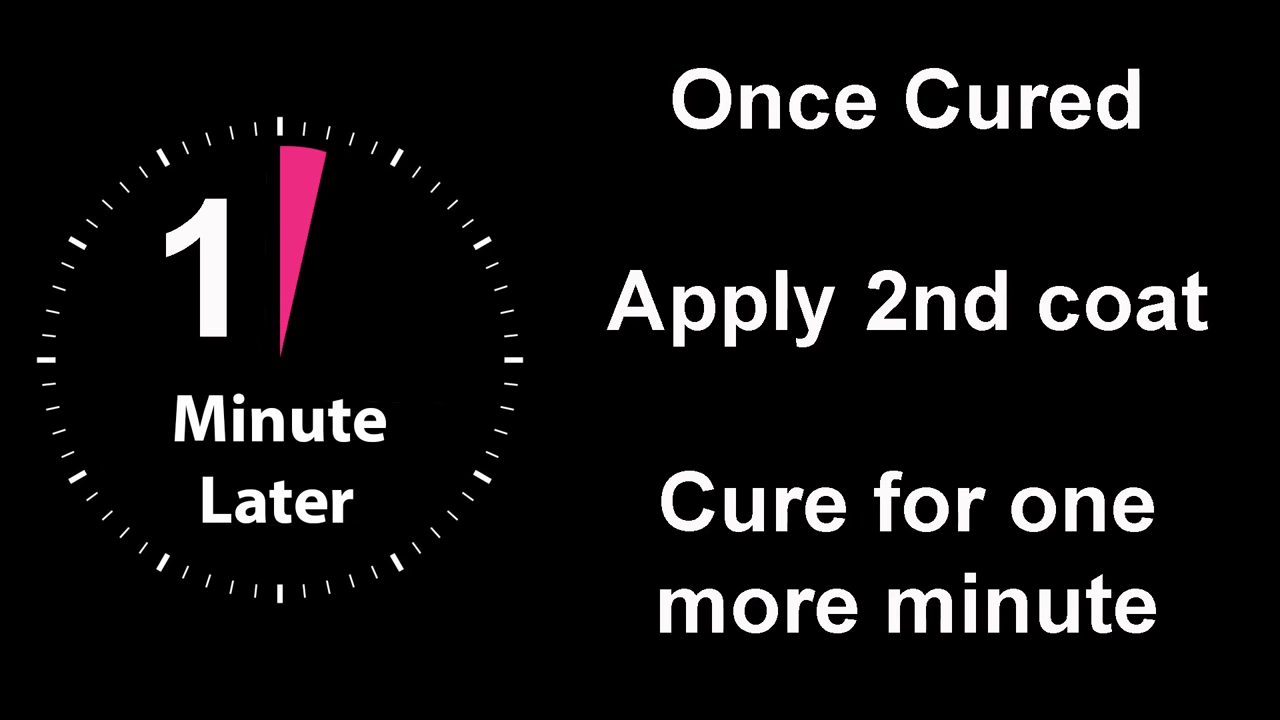 1
Minute
Later
Once Cured
Apply 2nd coat
Cure for one
more minute